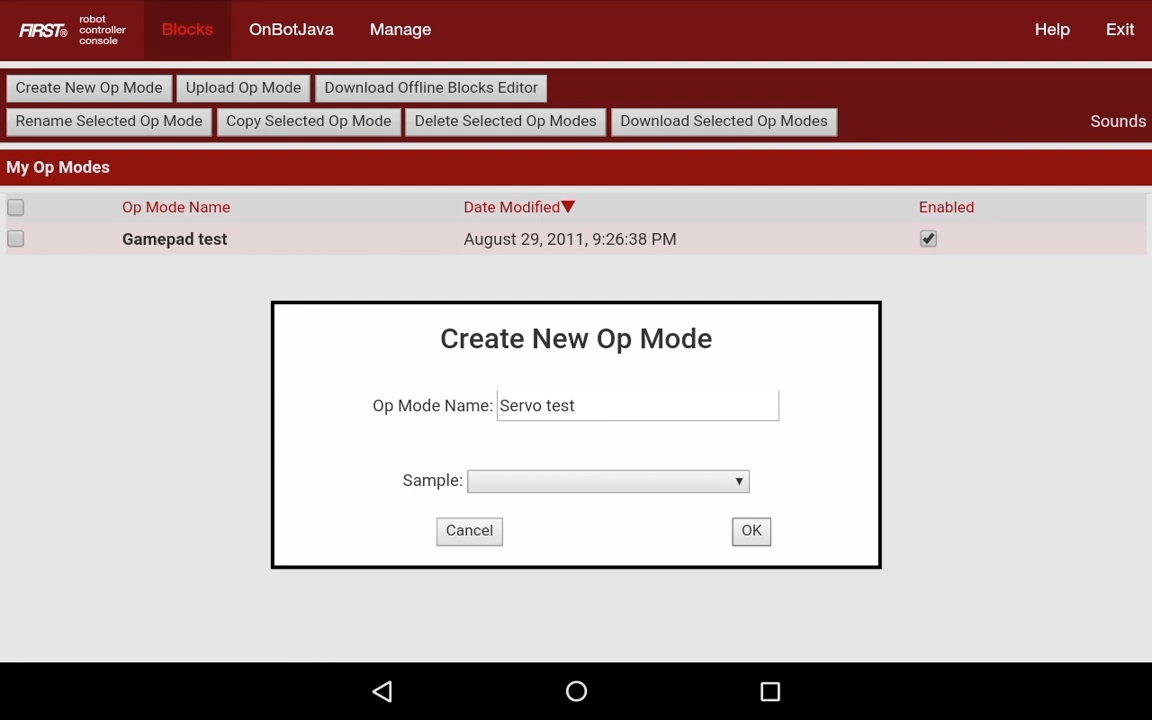 FIRST® robot controller console Blocks OnBotJava Manage Help Exit
Create New Op Mode Upload Op Mode Download Offline Blocks Editor
Rename Selected Op Mode Copy Selected Op Mode Delete Selected Op Modes Download Selected Op Modes Sounds
My Op Modes
Op Mode Name Date Modified▼ Enabled
Gamepad test August 29, 2011, 9:26:38 PM
Create New Op Mode
Op Mode Name: Servo test
Sample:
Cancel OK